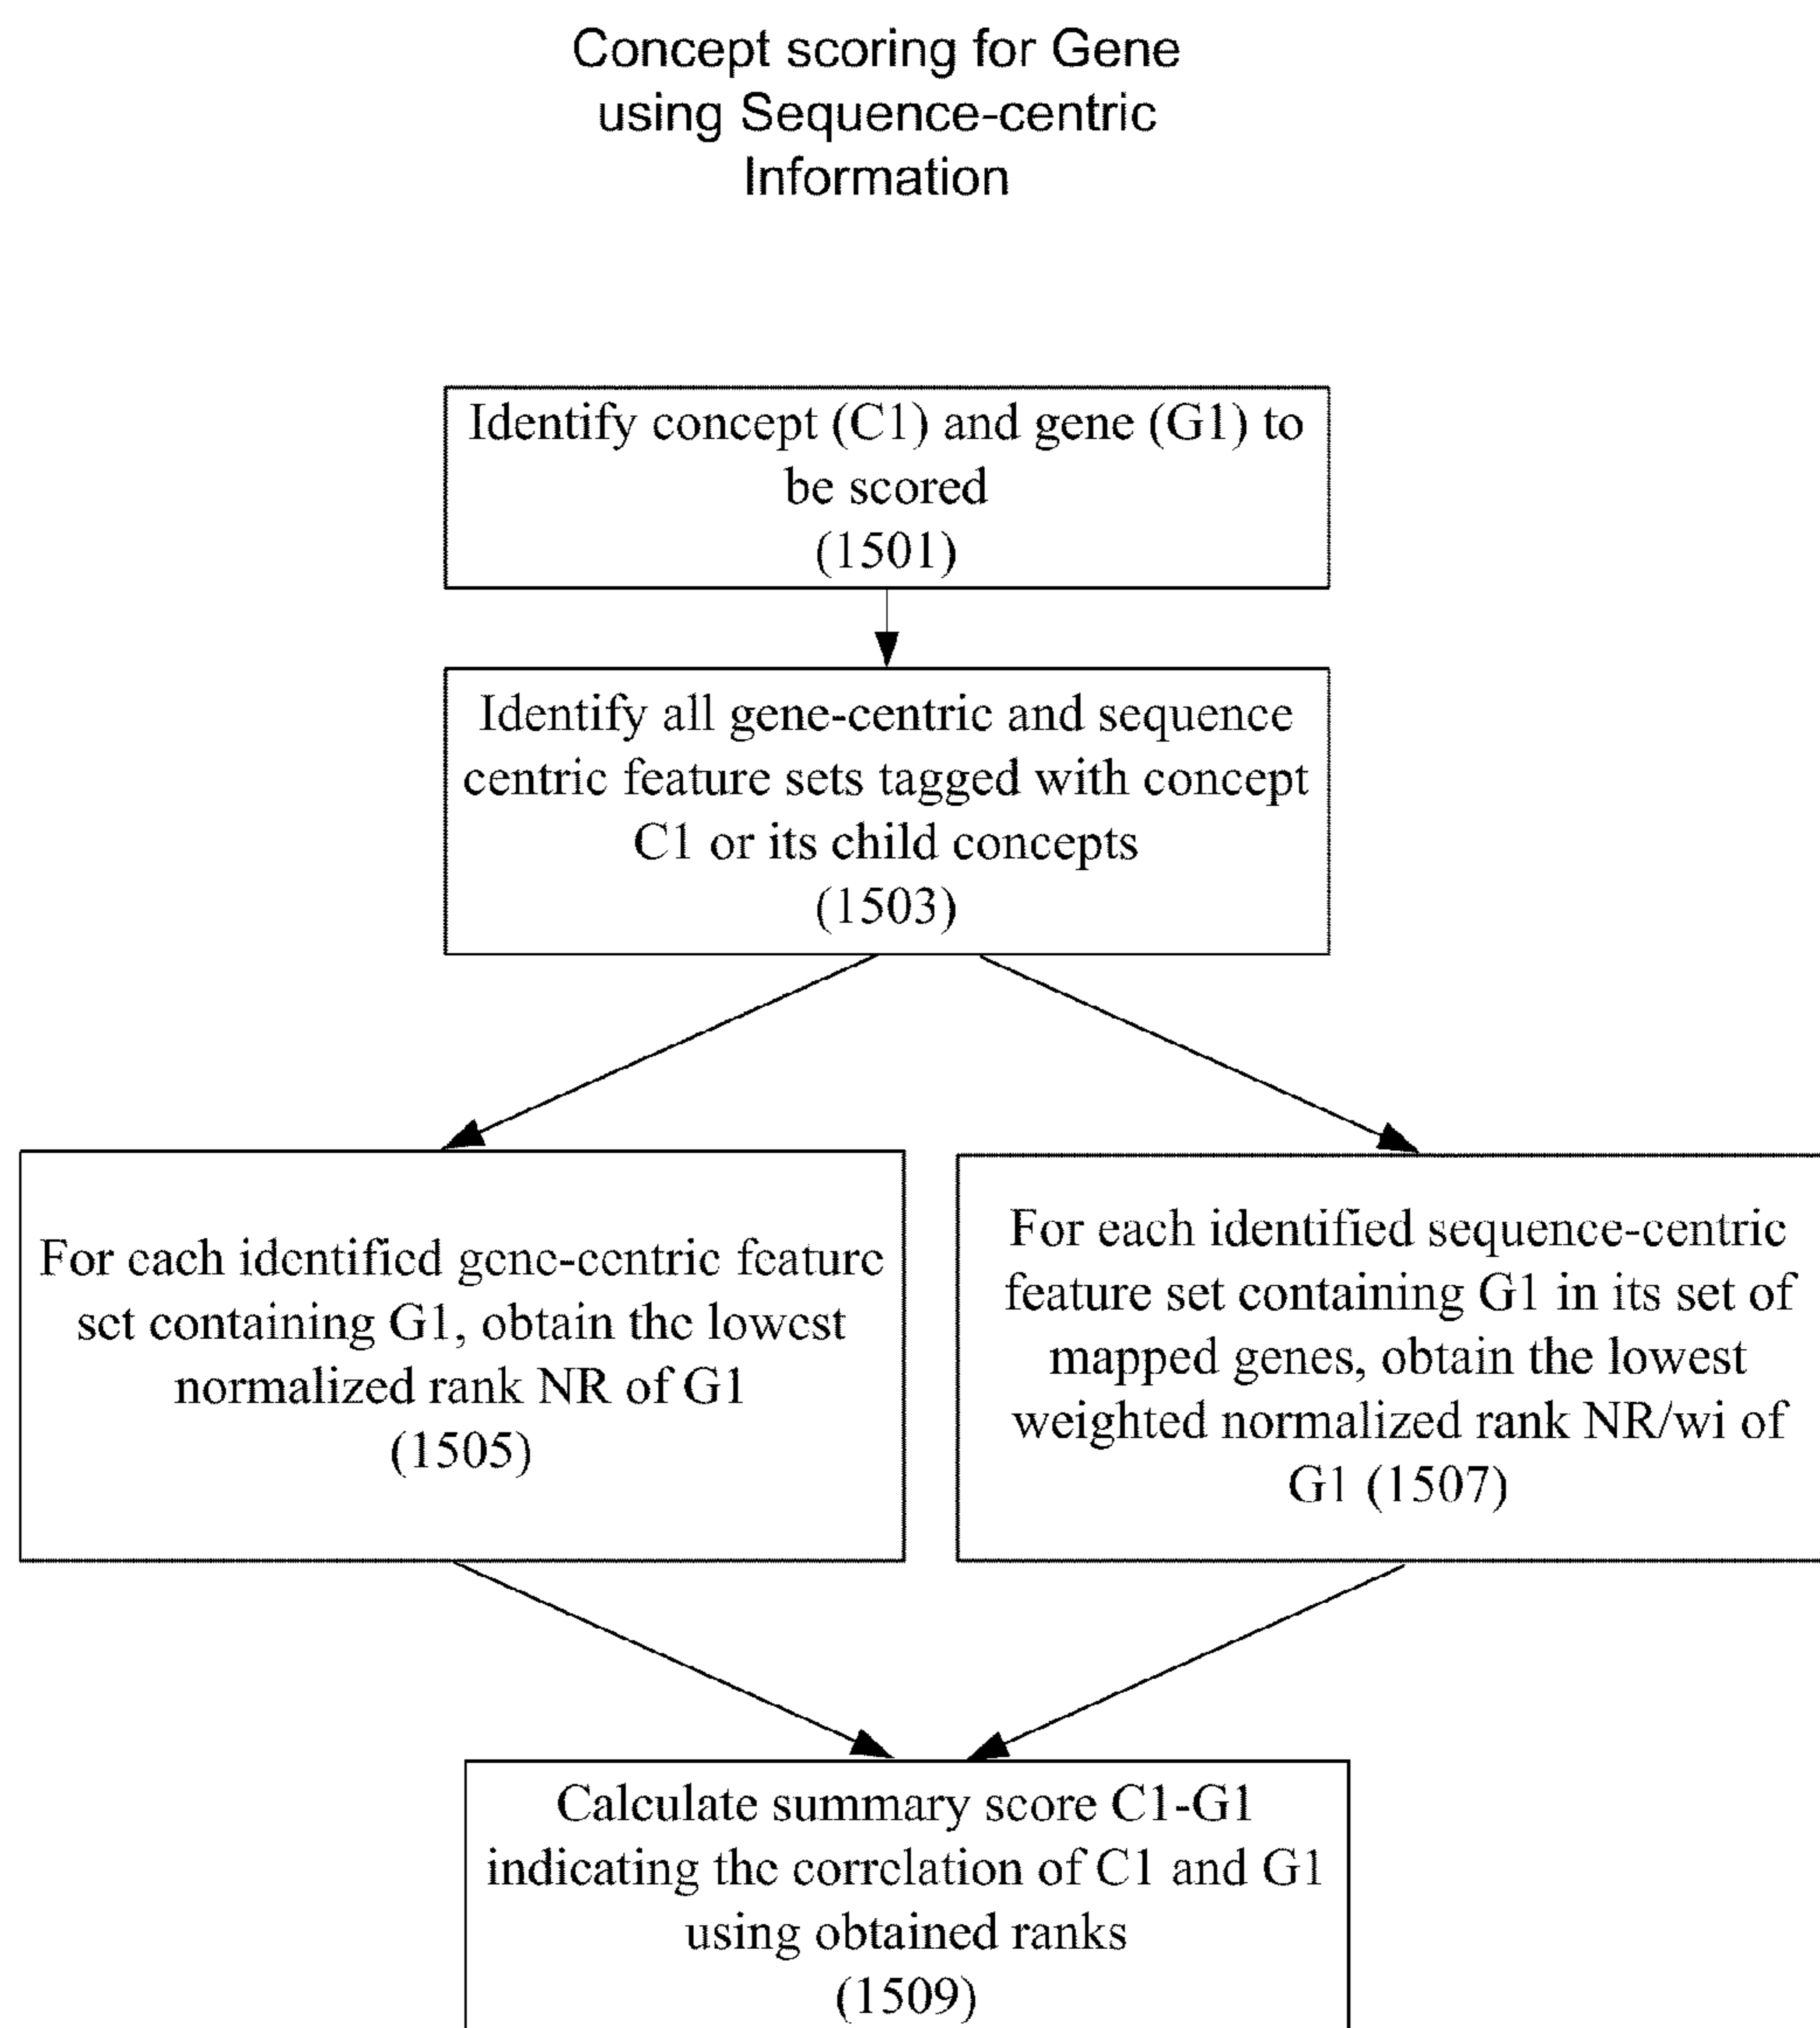 Concept scoring for Gene
using Sequence-centric
Information
Identify concept (C1) and gene (G1) to
be scored
(1501)
Identify all gene-centric and sequence
centric feature sets tagged with concept
C1 or its child concepts
(1503)
For each identified gene-centric feature
set containing G1, obtain the lowest
normalized rank NR of G1
(1505)
For each identified sequence-centric
feature set containing G1 in its set of
mapped genes, obtain the lowest
weighted normalized rank NR/wi of
G1 (1507)
Calculate summary score C1-G1
indicating the correlation of C1 and G1
using obtained ranks
(1509)